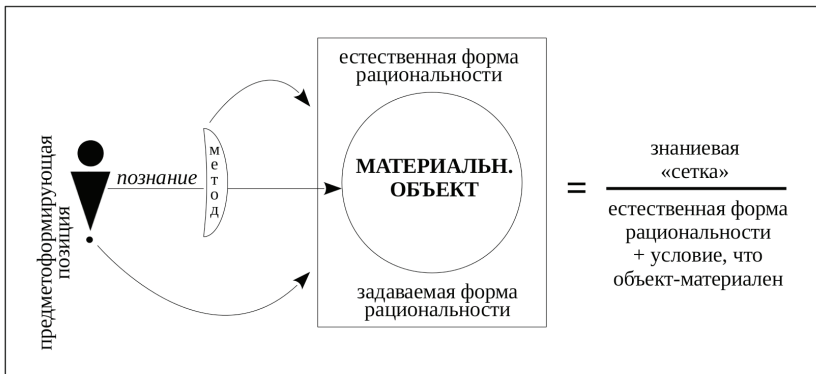 предметоформирующая
позиция
познание
метод
естественная форма
рациональности
МАТЕРИАЛЬН.
ОБЪЕКТ
задаваемая форма
рациональности
=
знаниевая
«сетка»
естественная форма
рациональности
+ условие, что
объект-материален